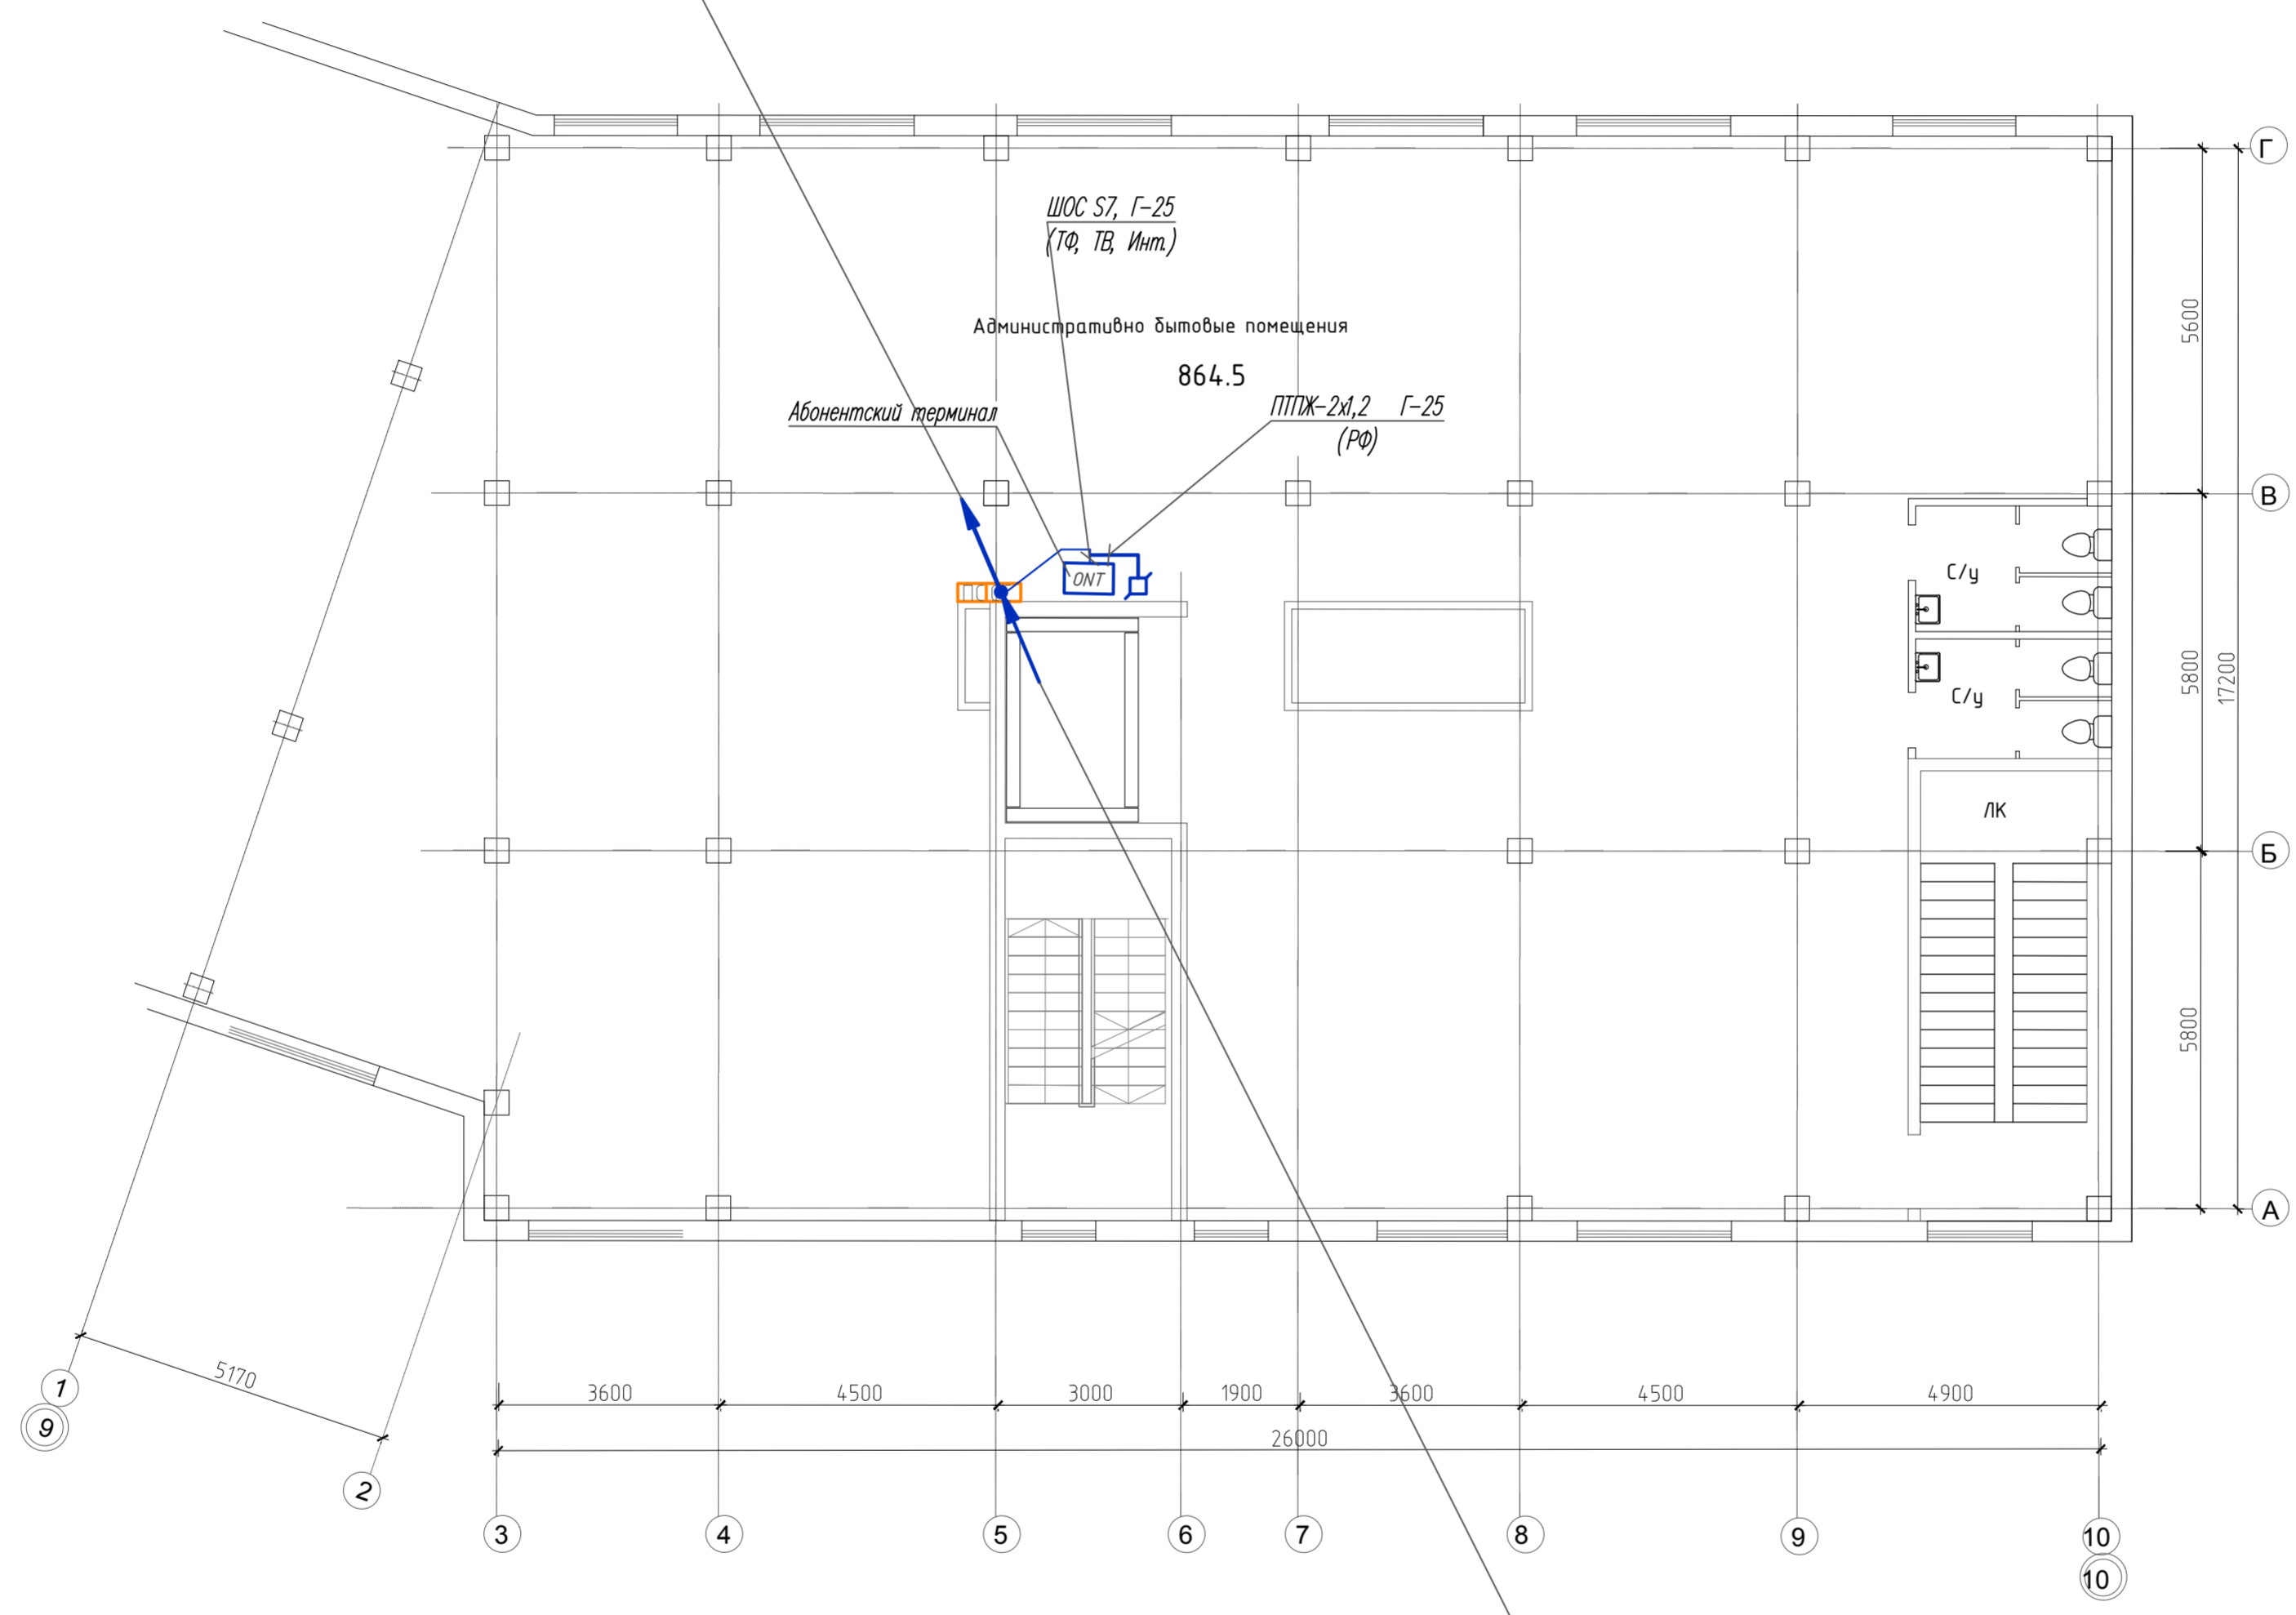 Г
ШОС S7, Г-25
(ТФ, ТВ, Инт.)
5600
Административно бытовые помещения
864.5
Абонентский терминал
ПТПЖ-2х1,2 Г-25
(РФ)
В
ONT
С/у
5800
17200
С/у
ЛК
Б
5800
А
5170
1
9
2
3600
4500
3000
1900
3600
4500
4900
26000
3
4
5
6
7
8
9
10
10